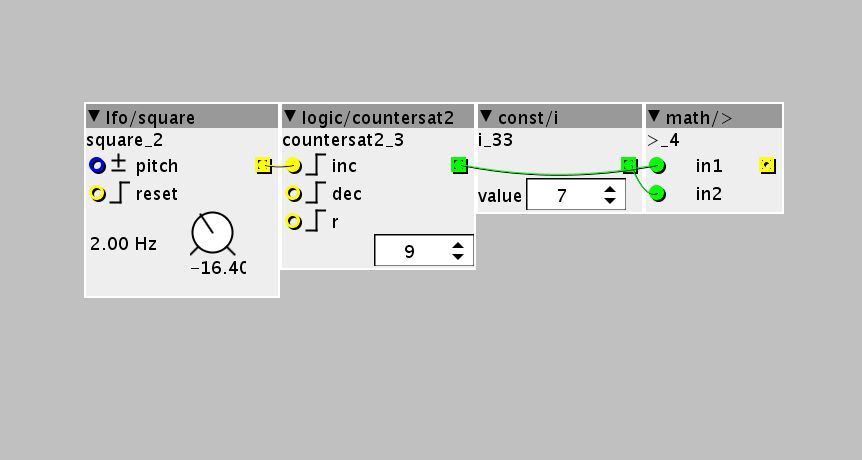 lfo/square
square_2
pitch
reset
2.00 Hz
-16.40
logic/countersat2
countersat2_3
inc
dec
r
9
const/i
i_33
value 7
math/>
>_4
in1
in2